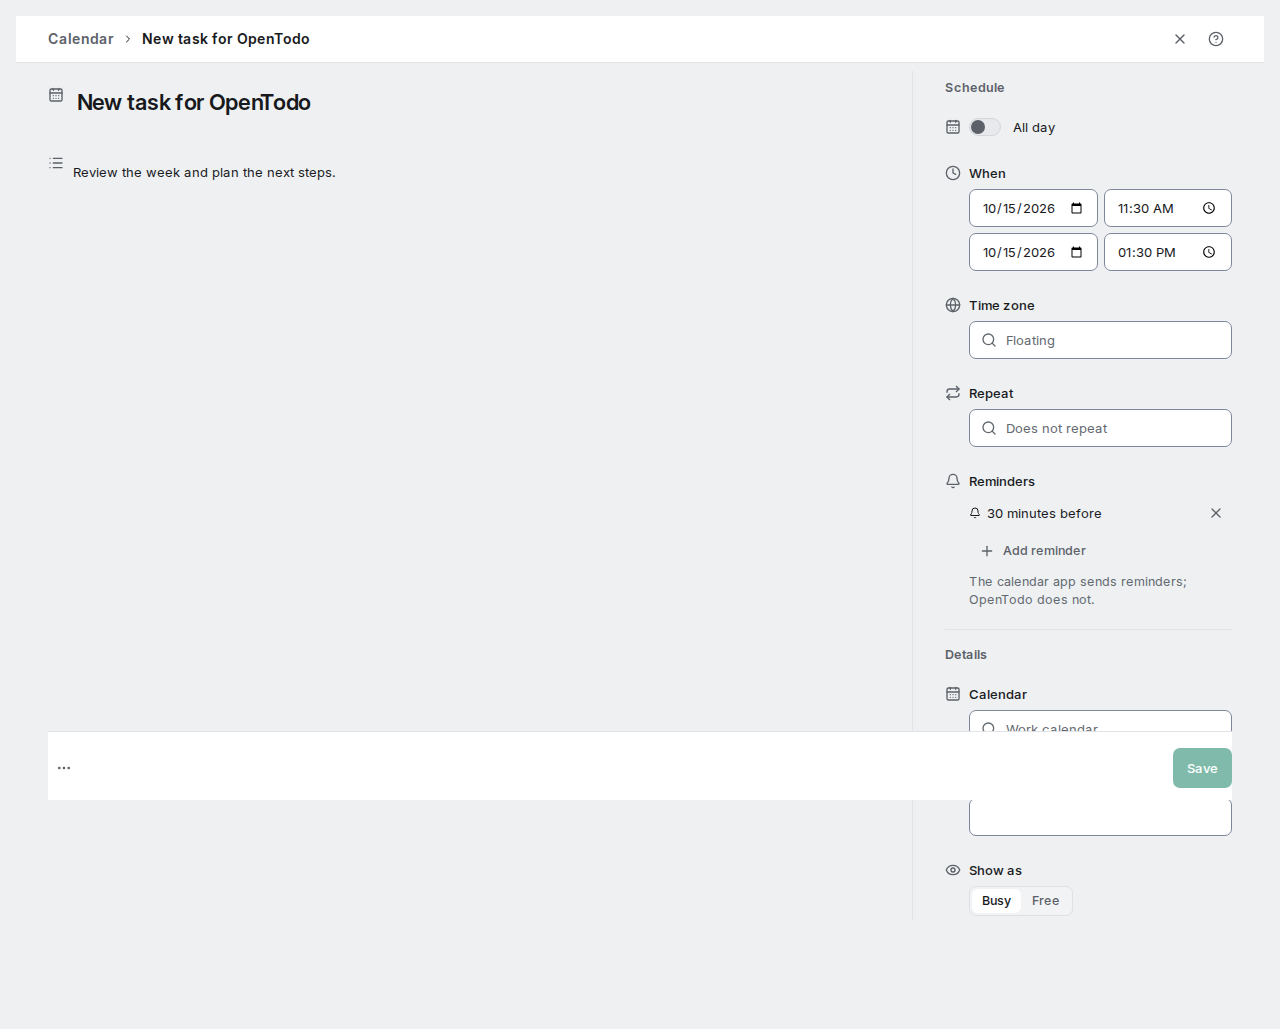 Calendar > New task for OpenTodo
New task for OpenTodo
Review the week and plan the next steps.
Schedule
All day
When
10/15/2026 11:30 AM
10/15/2026 01:30 PM
Time zone
Floating
Repeat
Does not repeat
Reminders
30 minutes before
Add reminder
The calendar app sends reminders;
OpenTodo does not.
Details
Calendar
Work calendar
Save
Show as
Busy Free